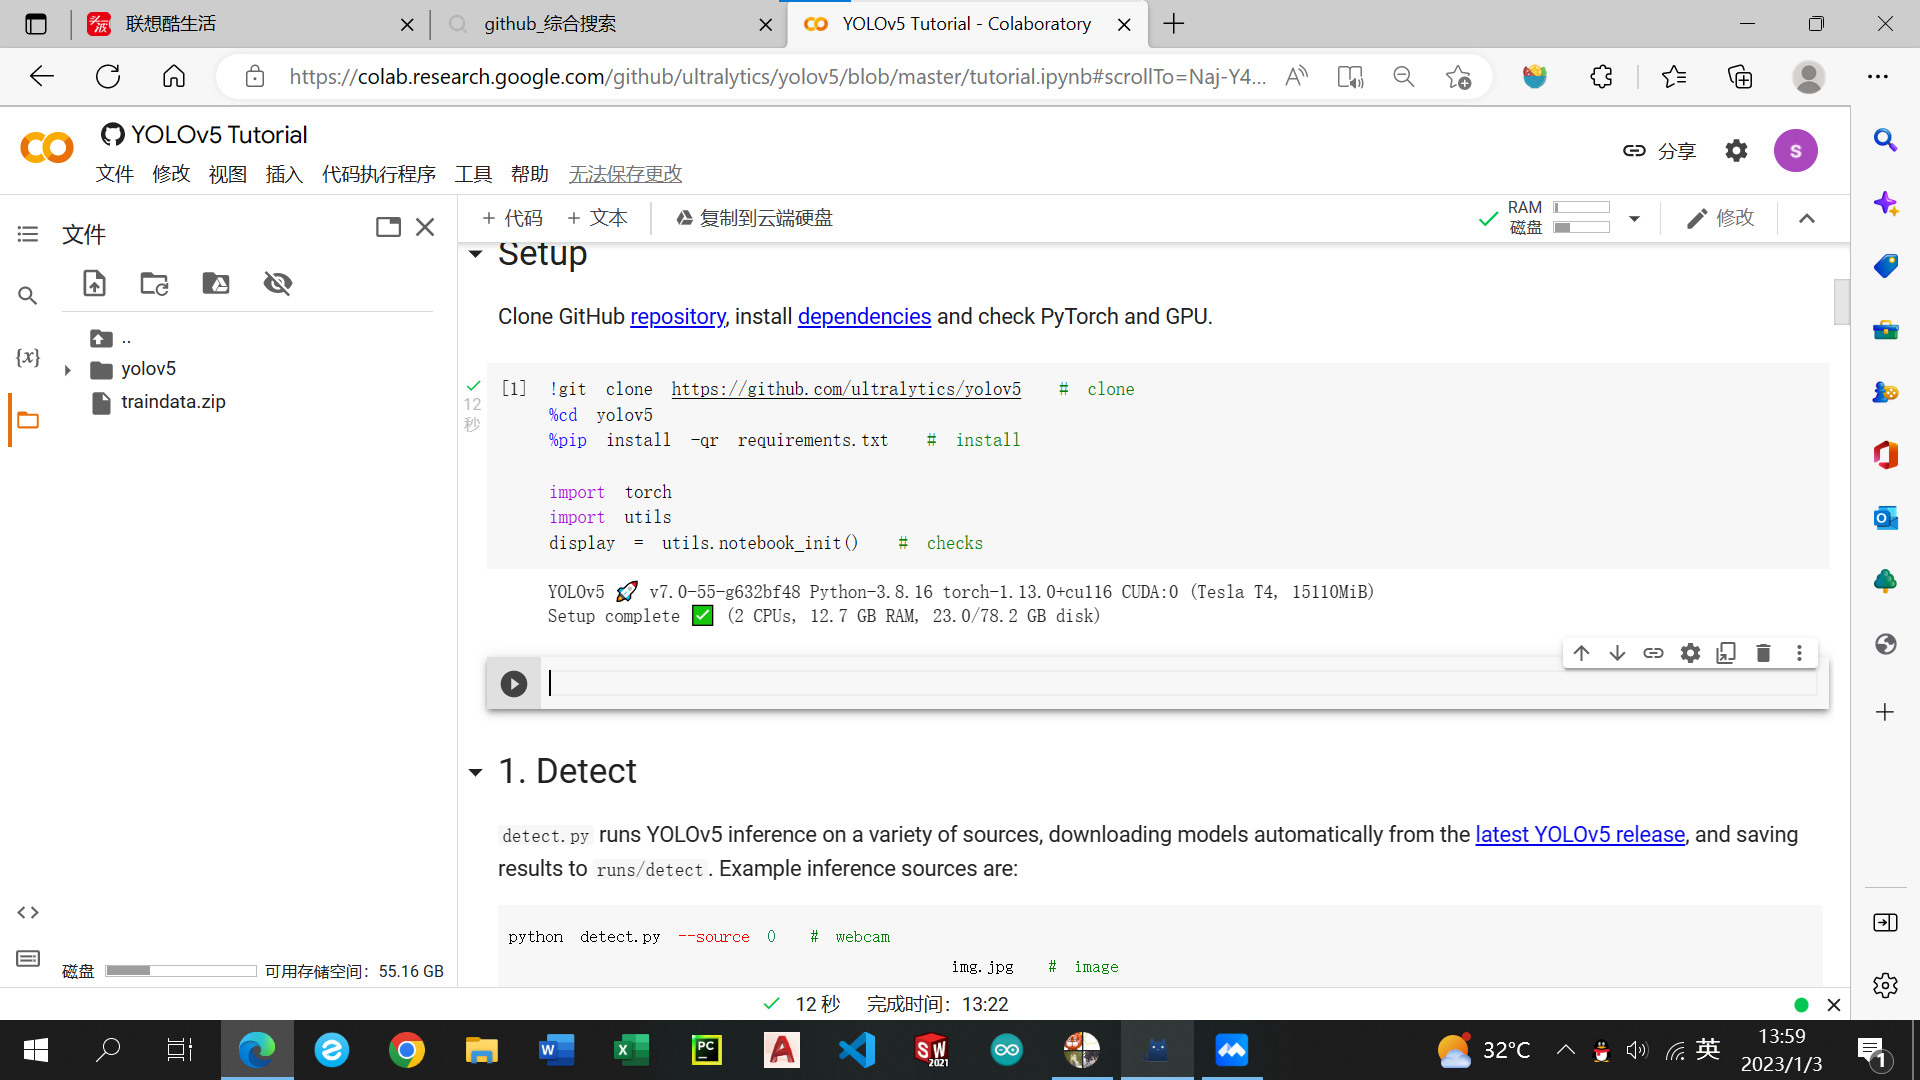 联想酷生活
github_综合搜索
YOLOv5 Tutorial - Colaboratory
https://colab.research.google.com/github/ultralytics/yolov5/blob/master/tutorial.ipynb#scrollTo=Naj-Y4...
YOLOv5 Tutorial
分享
S
文件 修改 视图 插入 代码执行程序 工具 帮助 无法保存更改
文件
+ 代码 + 文本 复制到云端硬盘
RAM
磁盘
修改
..
yolov5
traindata.zip
Setup
Clone GitHub repository, install dependencies and check PyTorch and GPU.
12
秒
[1] !git clone https://github.com/ultralytics/yolov5 # clone
%cd yolov5
%pip install -qr requirements.txt # install
import torch
import utils
display = utils.notebook_init() # checks
YOLOv5 🚀 v7.0-55-g632bf48 Python-3.8.16 torch-1.13.0+cu116 CUDA:0 (Tesla T4, 15110MiB)
Setup complete ✅ (2 CPUs, 12.7 GB RAM, 23.0/78.2 GB disk)
1. Detect
detect.py runs YOLOv5 inference on a variety of sources, downloading models automatically from the latest YOLOv5 release, and saving
results to runs/detect. Example inference sources are:
python detect.py --source 0 # webcam
img.jpg # image
磁盘 可用存储空间: 55.16 GB
12 秒 完成时间: 13:22
32°C
英
13:59
2023/1/3
1